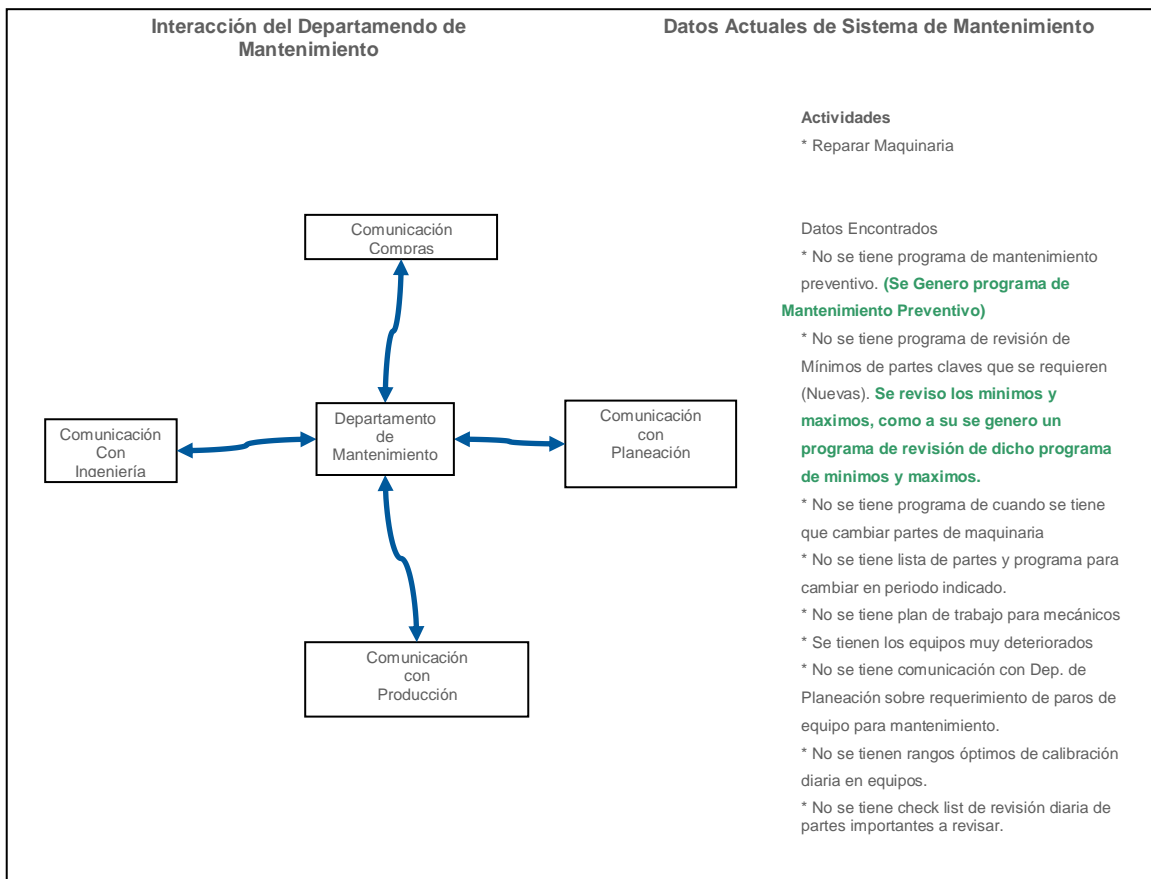 Interacción del Departamendo de
Mantenimiento
Datos Actuales de Sistema de Mantenimiento
Actividades
* Reparar Maquinaria
Comunicación
Compras
Departamento
de
Mantenimiento
Comunicación
Con
Ingeniería
Comunicación
con
Planeación
Comunicación
con
Producción
Datos Encontrados
* No se tiene programa de mantenimiento
preventivo. (Se Genero programa de
Mantenimiento Preventivo)
* No se tiene programa de revisión de
Mínimos de partes claves que se requieren
(Nuevas). Se reviso los minimos y
maximos, como a su se genero un
programa de revisión de dicho programa
de minimos y maximos.
* No se tiene programa de cuando se tiene
que cambiar partes de maquinaria
* No se tiene lista de partes y programa para
cambiar en periodo indicado.
* No se tiene plan de trabajo para mecánicos
* Se tienen los equipos muy deteriorados
* No se tiene comunicación con Dep. de
Planeación sobre requerimiento de paros de
equipo para mantenimiento.
* No se tienen rangos óptimos de calibración
diaria en equipos.
* No se tiene check list de revisión diaria de
partes importantes a revisar.